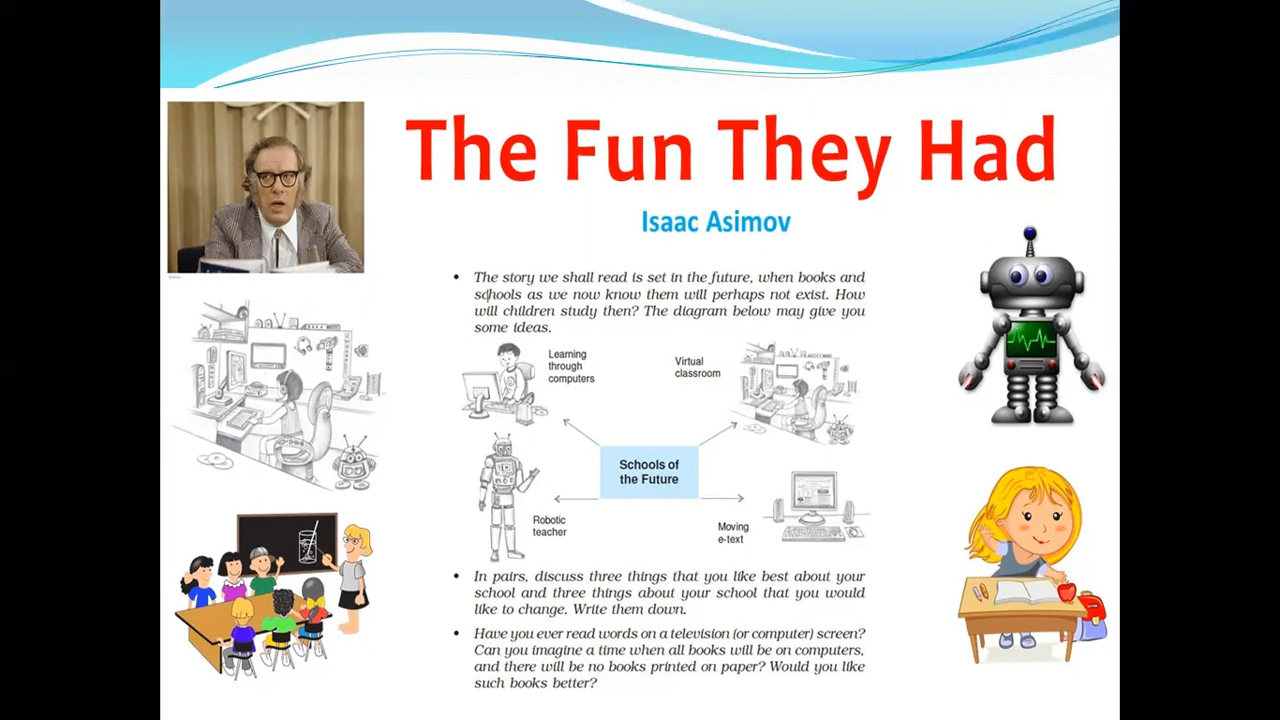 The Fun They Had
Isaac Asimov
• The story we shall read is set in the future, when books and
schools as we now know them will perhaps not exist. How
will children study then? The diagram below may give you
some ideas.
Learning
through
computers
Virtual
classroom
Schools of
the Future
Robotic
teacher
Moving
e-text
• In pairs, discuss three things that you like best about your
school and three things about your school that you would
like to change. Write them down.
• Have you ever read words on a television (or computer) screen?
Can you imagine a time when all books will be on computers,
and there will be no books printed on paper? Would you like
such books better?